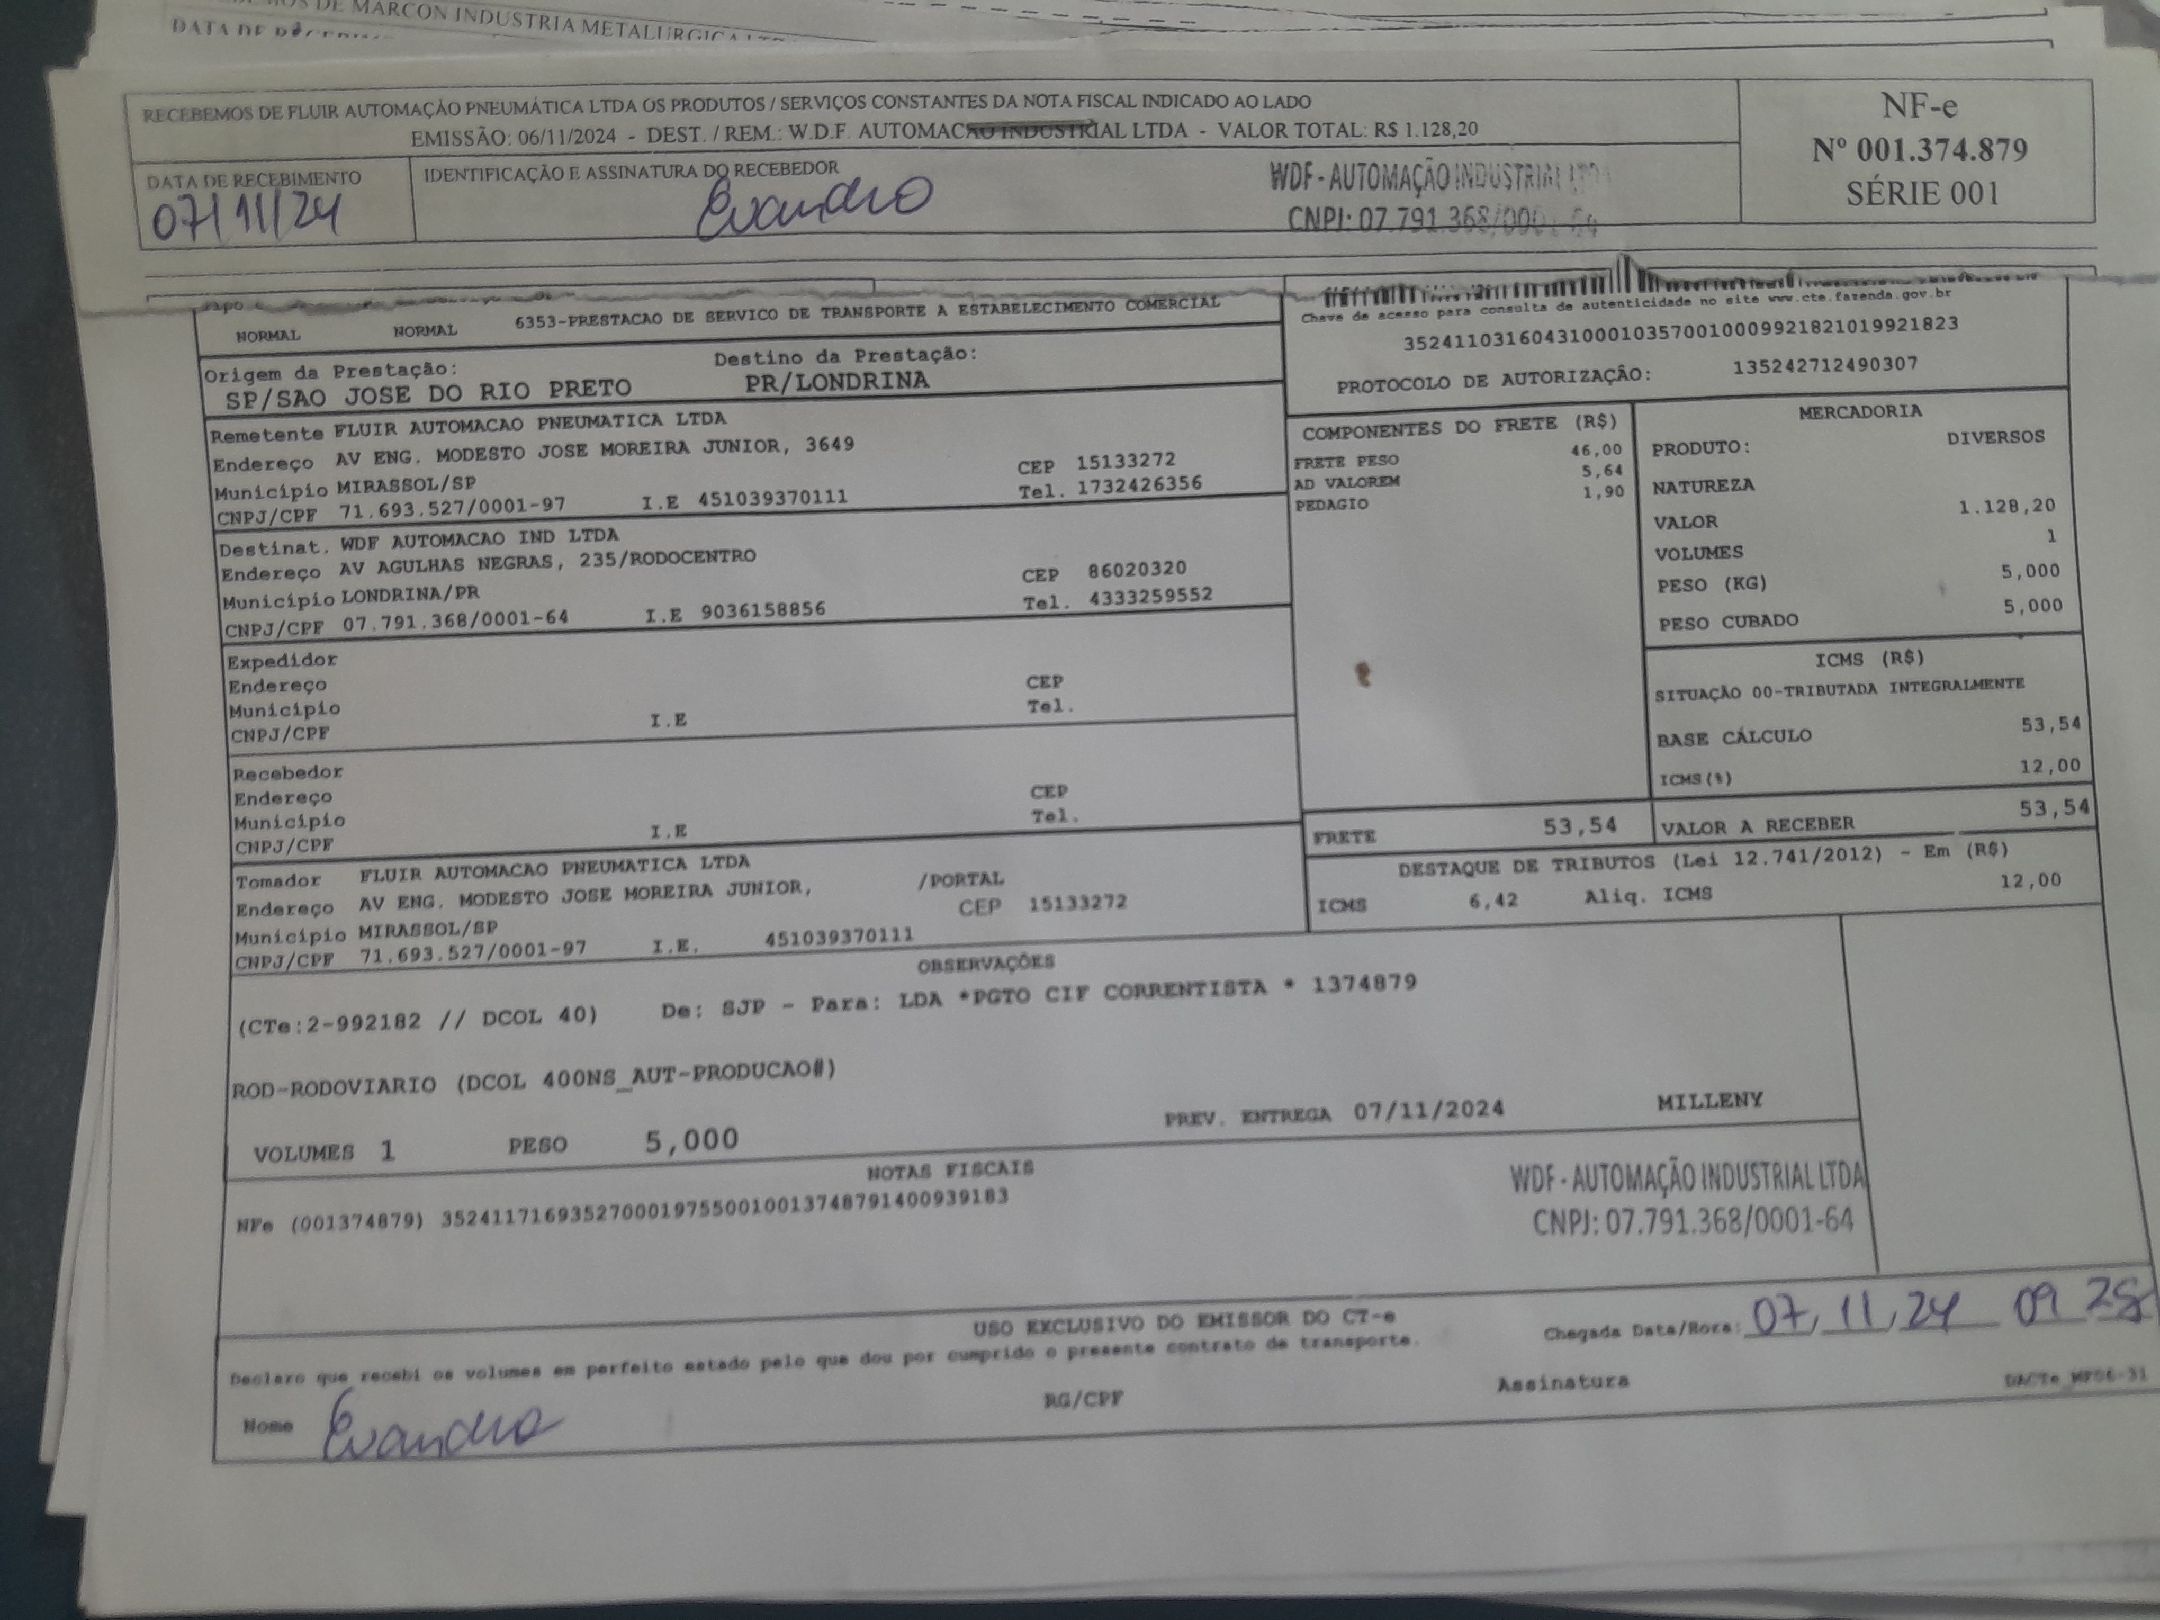 OS DE MARCON INDUSTRIA METALURGICA
DATA DE
RECEBEMOS DE FLUIR AUTOMAÇÃO PNEUMÁTICA LTDA OS PRODUTOS / SERVIÇOS CONSTANTES DA NOTA FISCAL INDICADO AO LADO
EMISSÃO: 06/11/2024 - DEST. / REM.: W.D.F. AUTOMACAO INDUSTRIAL LTDA - VALOR TOTAL: R$ 1.128,20
NF-e
Nº 001.374.879
SÉRIE 001
DATA DE RECEBIMENTO
07/11/24
IDENTIFICAÇÃO E ASSINATURA DO RECEBEDOR
Evandro
WDF - AUTOMAÇÃO INDUSTRIAL LTDA
CNPJ: 07.791.368/0001-64
NORMAL NORMAL 6353-PRESTACAO DE SERVICO DE TRANSPORTE A ESTABELECIMENTO COMERCIAL
Chave de acesso para consulta de autenticidade no site www.cte.fazenda.gov.br
35241103160431000103570010009921821019921823
PROTOCOLO DE AUTORIZAÇÃO: 135242712490307
Origem da Prestação: Destino da Prestação:
SP/SAO JOSE DO RIO PRETO PR/LONDRINA
Remetente FLUIR AUTOMACAO PNEUMATICA LTDA
Endereço AV ENG. MODESTO JOSE MOREIRA JUNIOR, 3649
CEP 15133272
Município MIRASSOL/SP
Tel. 1732426356
CNPJ/CPF 71.693.527/0001-97 I.E 451039370111
Destinat. WDF AUTOMACAO IND LTDA
Endereço AV AGULHAS NEGRAS, 235/RODOCENTRO
CEP 86020320
Município LONDRINA/PR
Tel. 4333259552
CNPJ/CPF 07.791.368/0001-64 I.E 9036158856
Expedidor
Endereço CEP
Município Tel.
CNPJ/CPF I.E
Recebedor
Endereço CEP
Município Tel.
CNPJ/CPF I.E
Tomador FLUIR AUTOMACAO PNEUMATICA LTDA
Endereço AV ENG. MODESTO JOSE MOREIRA JUNIOR, /PORTAL
CEP 15133272
Município MIRASSOL/SP
CNPJ/CPF 71.693.527/0001-97 I.E. 451039370111
COMPONENTES DO FRETE (R$)
FRETE PESO 46,00
AD VALOREM 5,64
PEDAGIO 1,90
MERCADORIA
PRODUTO: DIVERSOS
NATUREZA
VALOR 1.128,20
VOLUMES 1
PESO (KG) 5,000
PESO CUBADO 5,000
ICMS (R$)
SITUAÇÃO 00-TRIBUTADA INTEGRALMENTE
BASE CÁLCULO 53,54
ICMS(%) 12,00
FRETE 53,54 VALOR A RECEBER 53,54
DESTAQUE DE TRIBUTOS (Lei 12.741/2012) - Em (R$)
ICMS 6,42 Aliq. ICMS 12,00
OBSERVAÇÕES
(CTe:2-992182 // DCOL 40) De: SJP - Para: LDA *PGTO CIF CORRENTISTA * 1374879
ROD-RODOVIARIO (DCOL 400NS_AUT-PRODUCAO#)
VOLUMES 1 PESO 5,000 PREV. ENTREGA 07/11/2024 MILLENY
NOTAS FISCAIS
NFe (001374879) 35241171693527000197550010013748791400939183
WDF - AUTOMAÇÃO INDUSTRIAL LTDA
CNPJ: 07.791.368/0001-64
USO EXCLUSIVO DO EMISSOR DO CT-e
Declaro que recebi os volumes em perfeito estado pelo que dou por cumprido o presente contrato de transporte.
Chegada Data/Hora: 07/11/24 09 28
Nome Evandro RG/CPF Assinatura